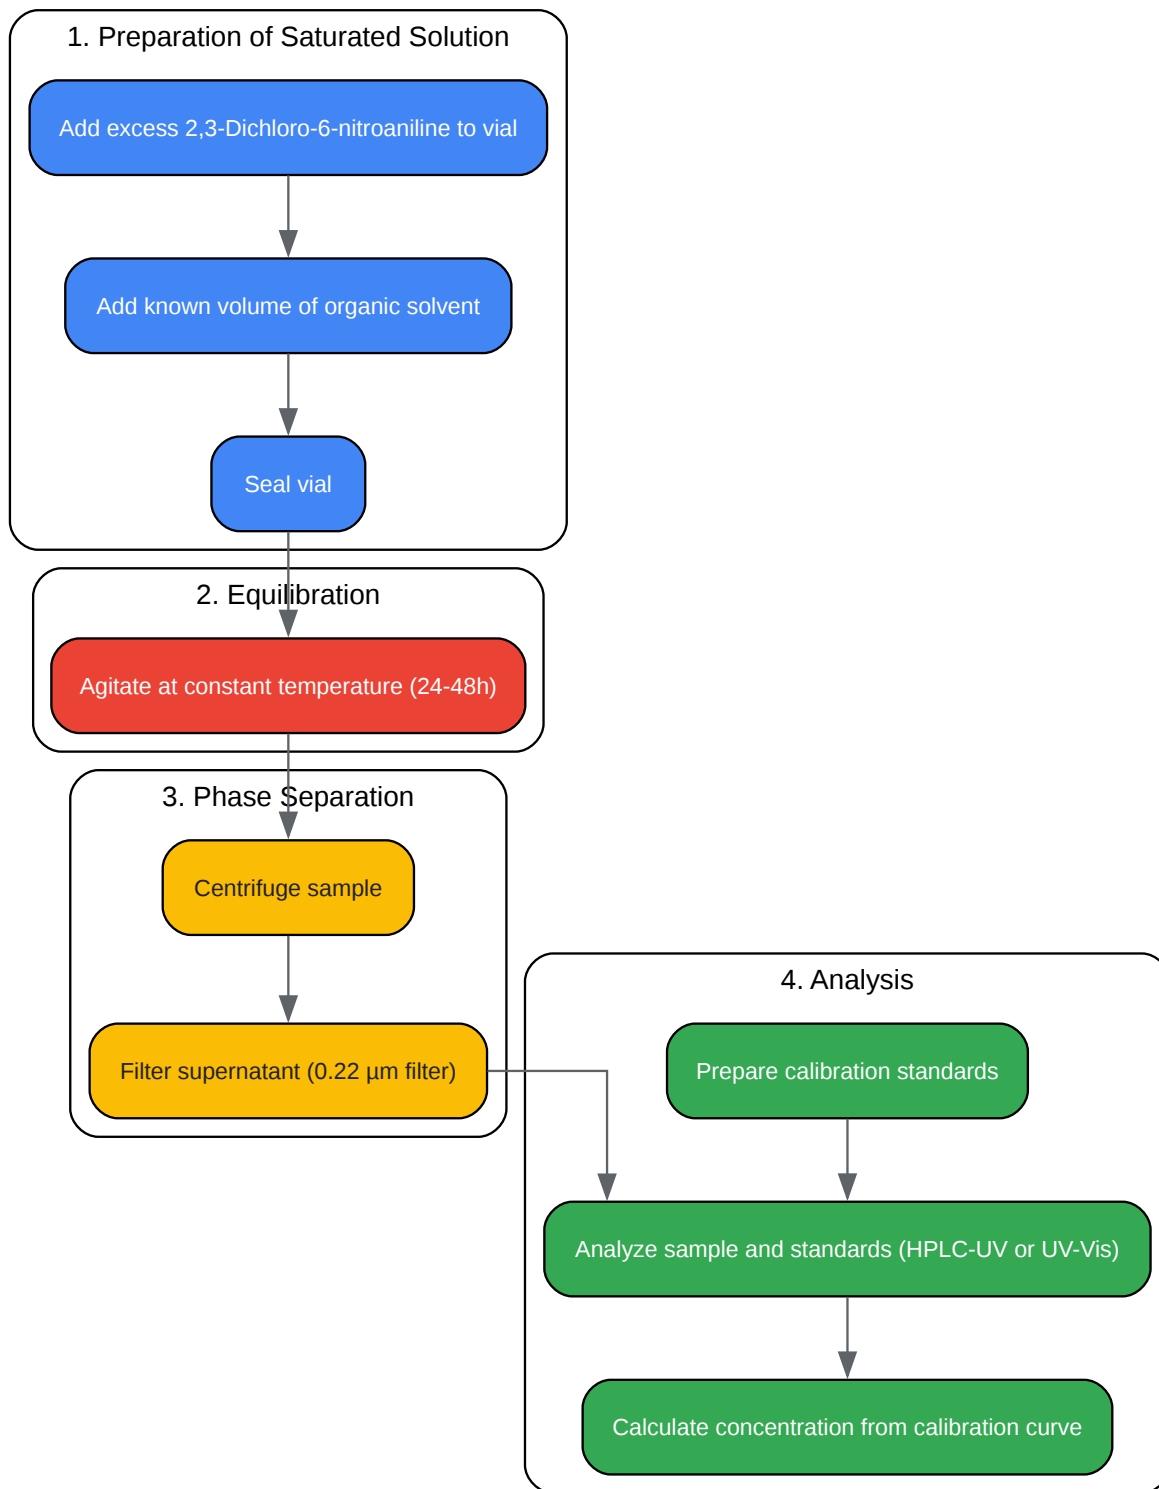 1. Preparation of Saturated Solution
Add excess 2,3-Dichloro-6-nitroaniline to vial
Add known volume of organic solvent
Seal vial
2. Equilibration
Agitate at constant temperature (24-48h)
3. Phase Separation
Centrifuge sample
Filter supernatant (0.22 µm filter)
4. Analysis
Prepare calibration standards
Analyze sample and standards (HPLC-UV or UV-Vis)
Calculate concentration from calibration curve